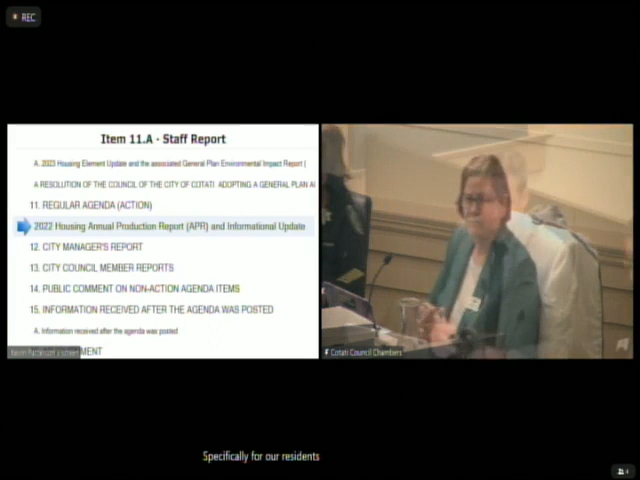 REC
Item 11.A - Staff Report
A. 2023 Housing Element Update and the associated General Plan Environmental Impact Report (
A RESOLUTION OF THE COUNCIL OF THE CITY OF COTATI ADOPTING A GENERAL PLAN A
11. REGULAR AGENDA (ACTION)
2022 Housing Annual Production Report (APR) and Informational Update
12. CITY MANAGER'S REPORT
13. CITY COUNCIL MEMBER REPORTS
14. PUBLIC COMMENT ON NON-ACTION AGENDA ITEMS
15. INFORMATION RECEIVED AFTER THE AGENDA WAS POSTED
A. Information received after the agenda was posted
MENT
Cotati Council Chambers
Specifically for our residents
4